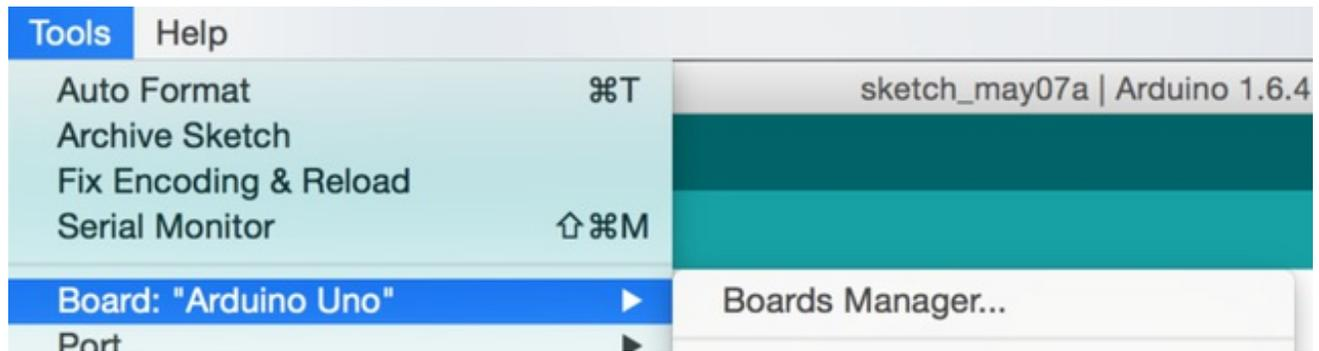 Tools Help
Auto Format ⌘T
sketch_may07a | Arduino 1.6.4
Archive Sketch
Fix Encoding & Reload
Serial Monitor ⇧⌘M
Board: "Arduino Uno" ▶ Boards Manager...
Port ▶